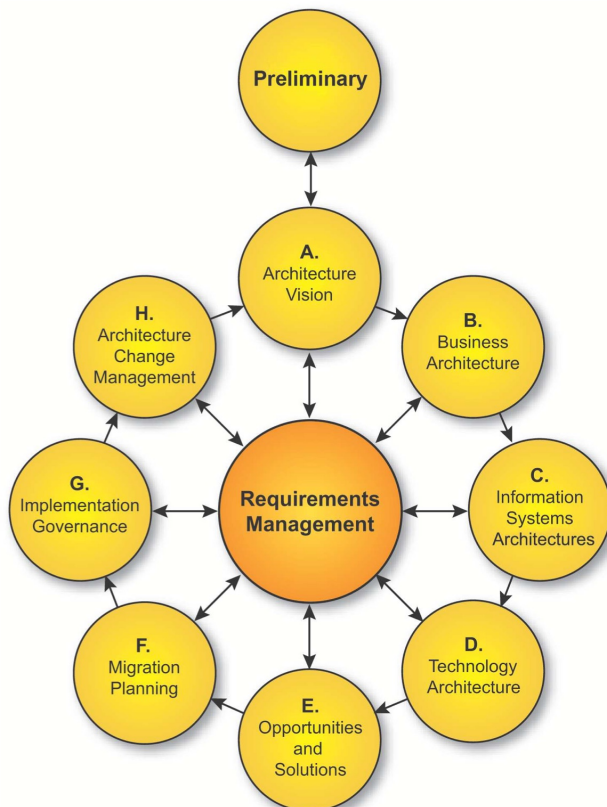 Preliminary
A.
Architecture
Vision
B.
Business
Architecture
C.
Information
Systems
Architectures
D.
Technology
Architecture
E.
Opportunities
and
Solutions
F.
Migration
Planning
G.
Implementation
Governance
H.
Architecture
Change
Management
Requirements
Management